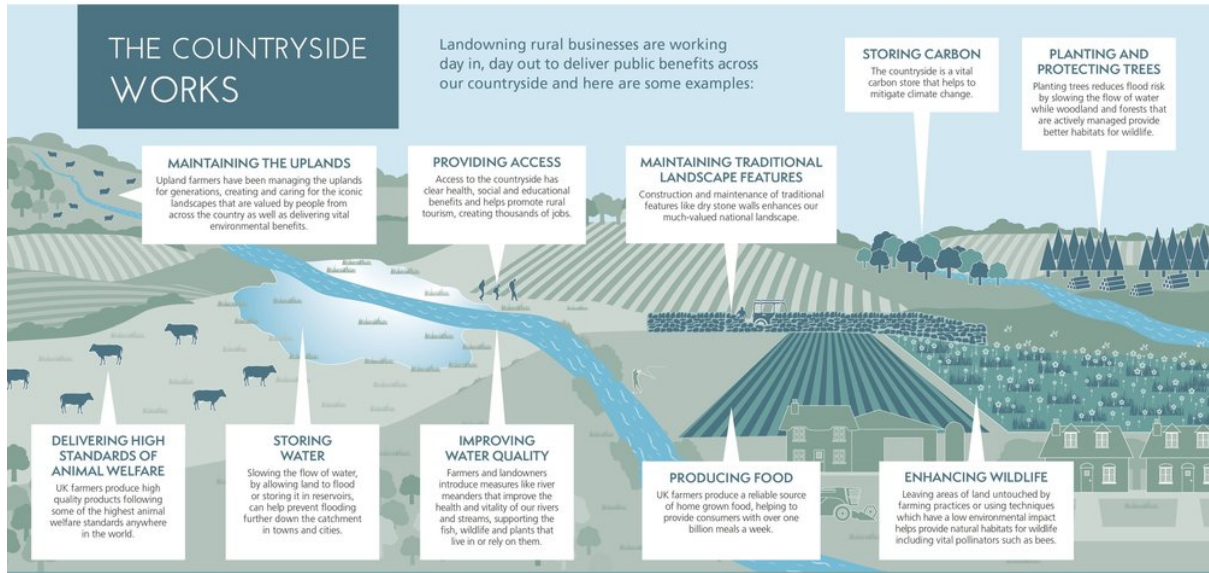 THE COUNTRYSIDE
WORKS
Landowning rural businesses are working
day in, day out to deliver public benefits across
our countryside and here are some examples:
STORING CARBON
The countryside is a vital
carbon store that helps to
mitigate climate change.
PLANTING AND
PROTECTING TREES
Planting trees reduces flood risk
by slowing the flow of water
while woodland and forests that
are actively managed provide
better habitats for wildlife.
MAINTAINING THE UPLANDS
Upland farmers have been managing the uplands
for generations, creating and caring for the iconic
landscapes that are valued by people from
across the country as well as delivering vital
environmental benefits.
PROVIDING ACCESS
Access to the countryside has
clear health, social and educational
benefits and helps promote rural
tourism, creating thousands of jobs.
MAINTAINING TRADITIONAL
LANDSCAPE FEATURES
Construction and maintenance of traditional
features like dry stone walls enhances our
much-valued national landscape.
DELIVERING HIGH
STANDARDS OF
ANIMAL WELFARE
UK farmers produce high
quality products following
some of the highest animal
welfare standards anywhere
in the world.
STORING
WATER
Slowing the flow of water,
by allowing land to flood
or storing it in reservoirs,
can help prevent flooding
further down the catchment
in towns and cities.
IMPROVING
WATER QUALITY
Farmers and landowners
introduce measures like river
meanders that improve the
health and vitality of our rivers
and streams, supporting the
fish, wildlife and plants that
live in or rely on them.
PRODUCING FOOD
UK farmers produce a reliable source
of home grown food, helping to
provide consumers with over one
billion meals a week.
ENHANCING WILDLIFE
Leaving areas of land untouched by
farming practices or using techniques
which have a low environmental impact
helps provide natural habitats for wildlife
including vital pollinators such as bees.